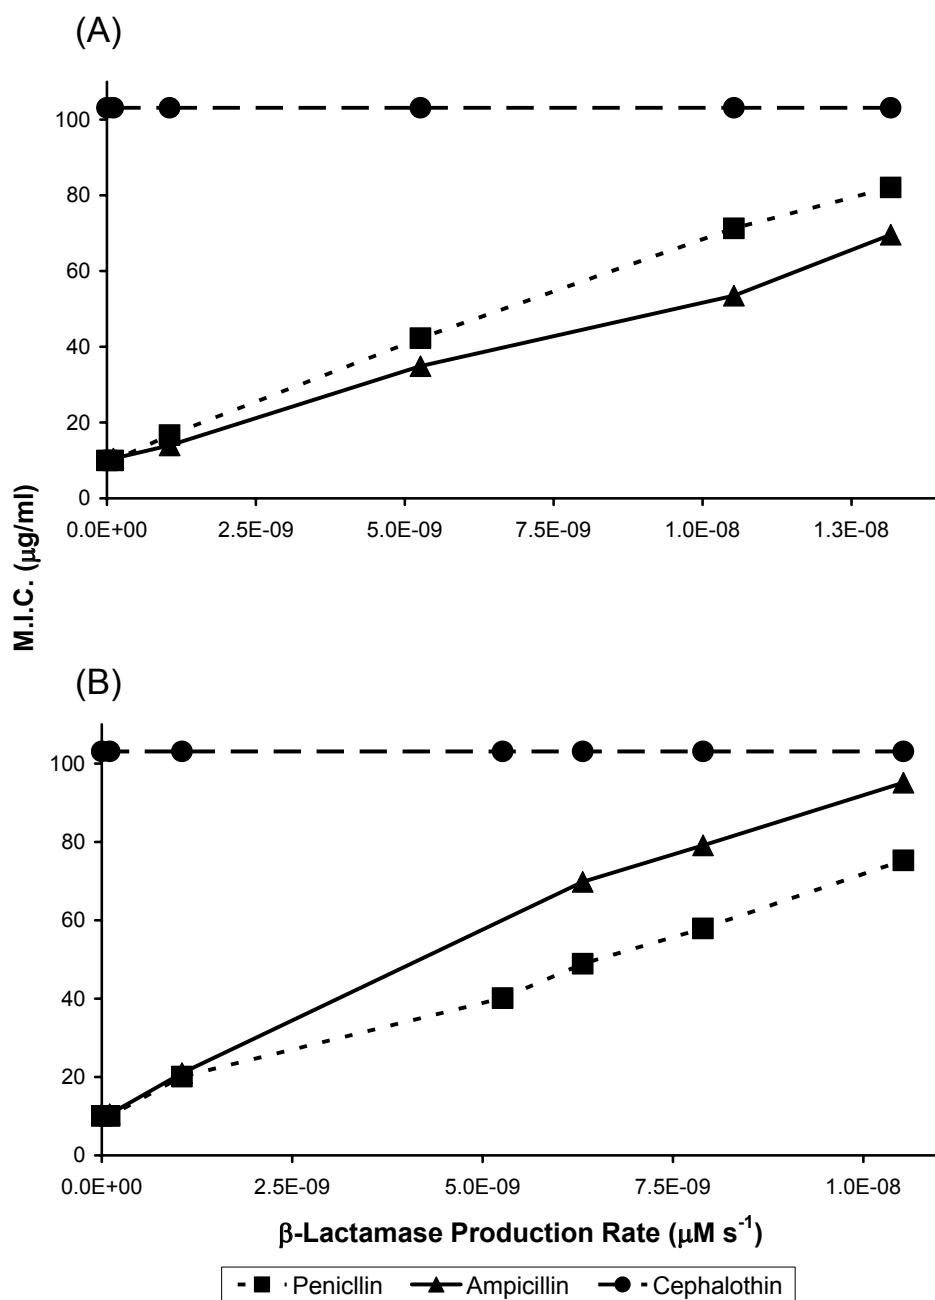 (A)
100
80
60
40
20
0
0.0E+00 2.5E-09 5.0E-09 7.5E-09 1.0E-08 1.3E-08
M.I.C. (μg/ml)
(B)
100
80
60
40
20
0
0.0E+00 2.5E-09 5.0E-09 7.5E-09 1.0E-08
β-Lactamase Production Rate (μM s⁻¹)
Penicllin Ampicillin Cephalothin